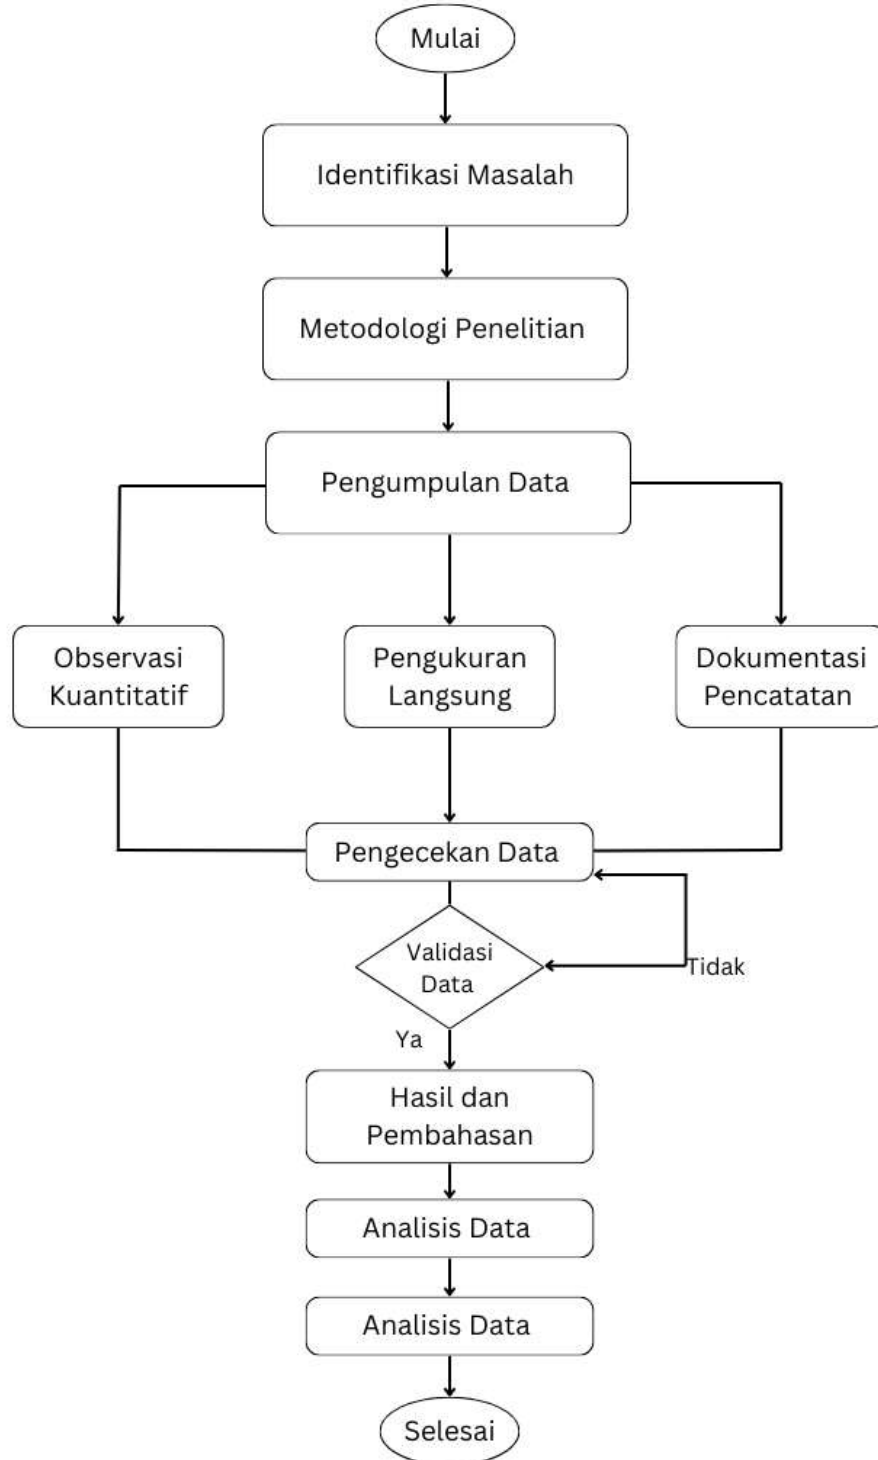 Mulai
Identifikasi Masalah
Metodologi Penelitian
Pengumpulan Data
Observasi
Kuantitatif
Pengukuran
Langsung
Dokumentasi
Pencatatan
Pengecekan Data
Validasi
Data
Tidak
Ya
Hasil dan
Pembahasan
Analisis Data
Analisis Data
Selesai